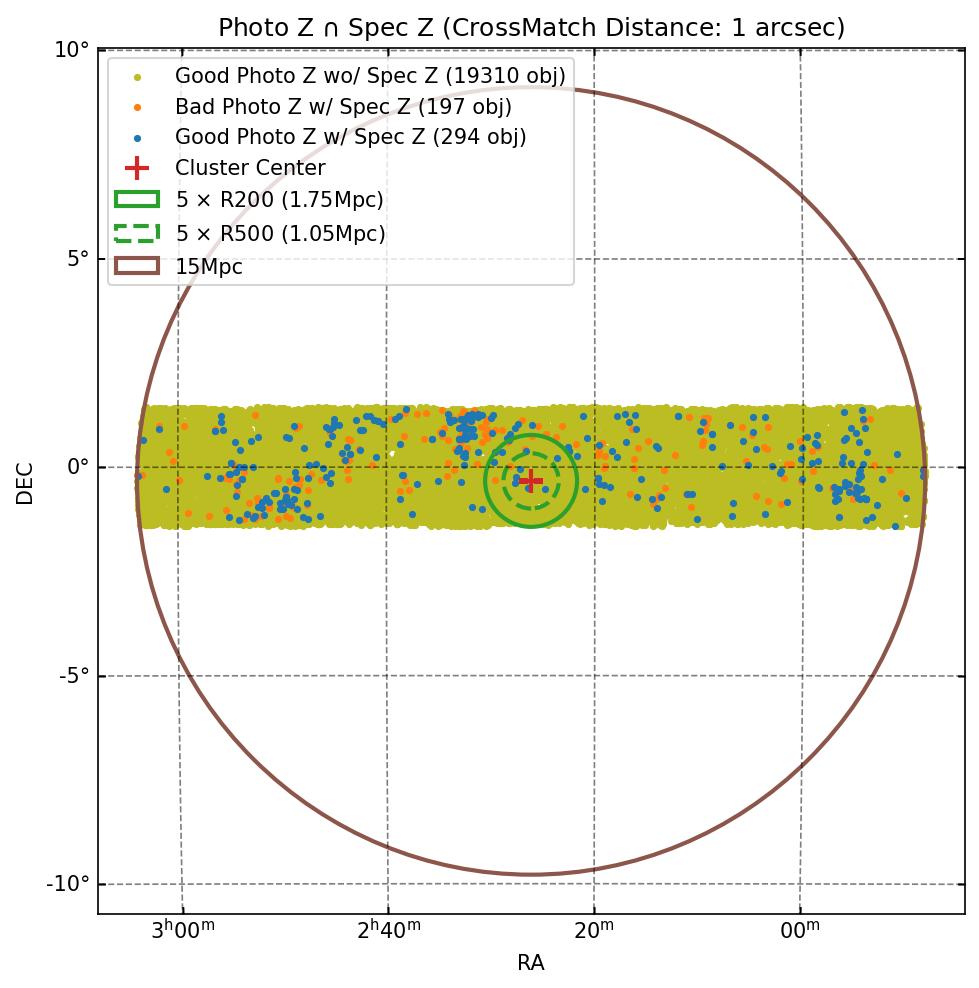 Photo Z ∩ Spec Z (CrossMatch Distance: 1 arcsec)
10°
Good Photo Z wo/ Spec Z (19310 obj)
Bad Photo Z w/ Spec Z (197 obj)
Good Photo Z w/ Spec Z (294 obj)
Cluster Center
5 × R200 (1.75Mpc)
5 × R500 (1.05Mpc)
15Mpc
5°
0°
-5°
-10°
DEC
3ʰ00ᵐ 2ʰ40ᵐ 20ᵐ 00ᵐ
RA